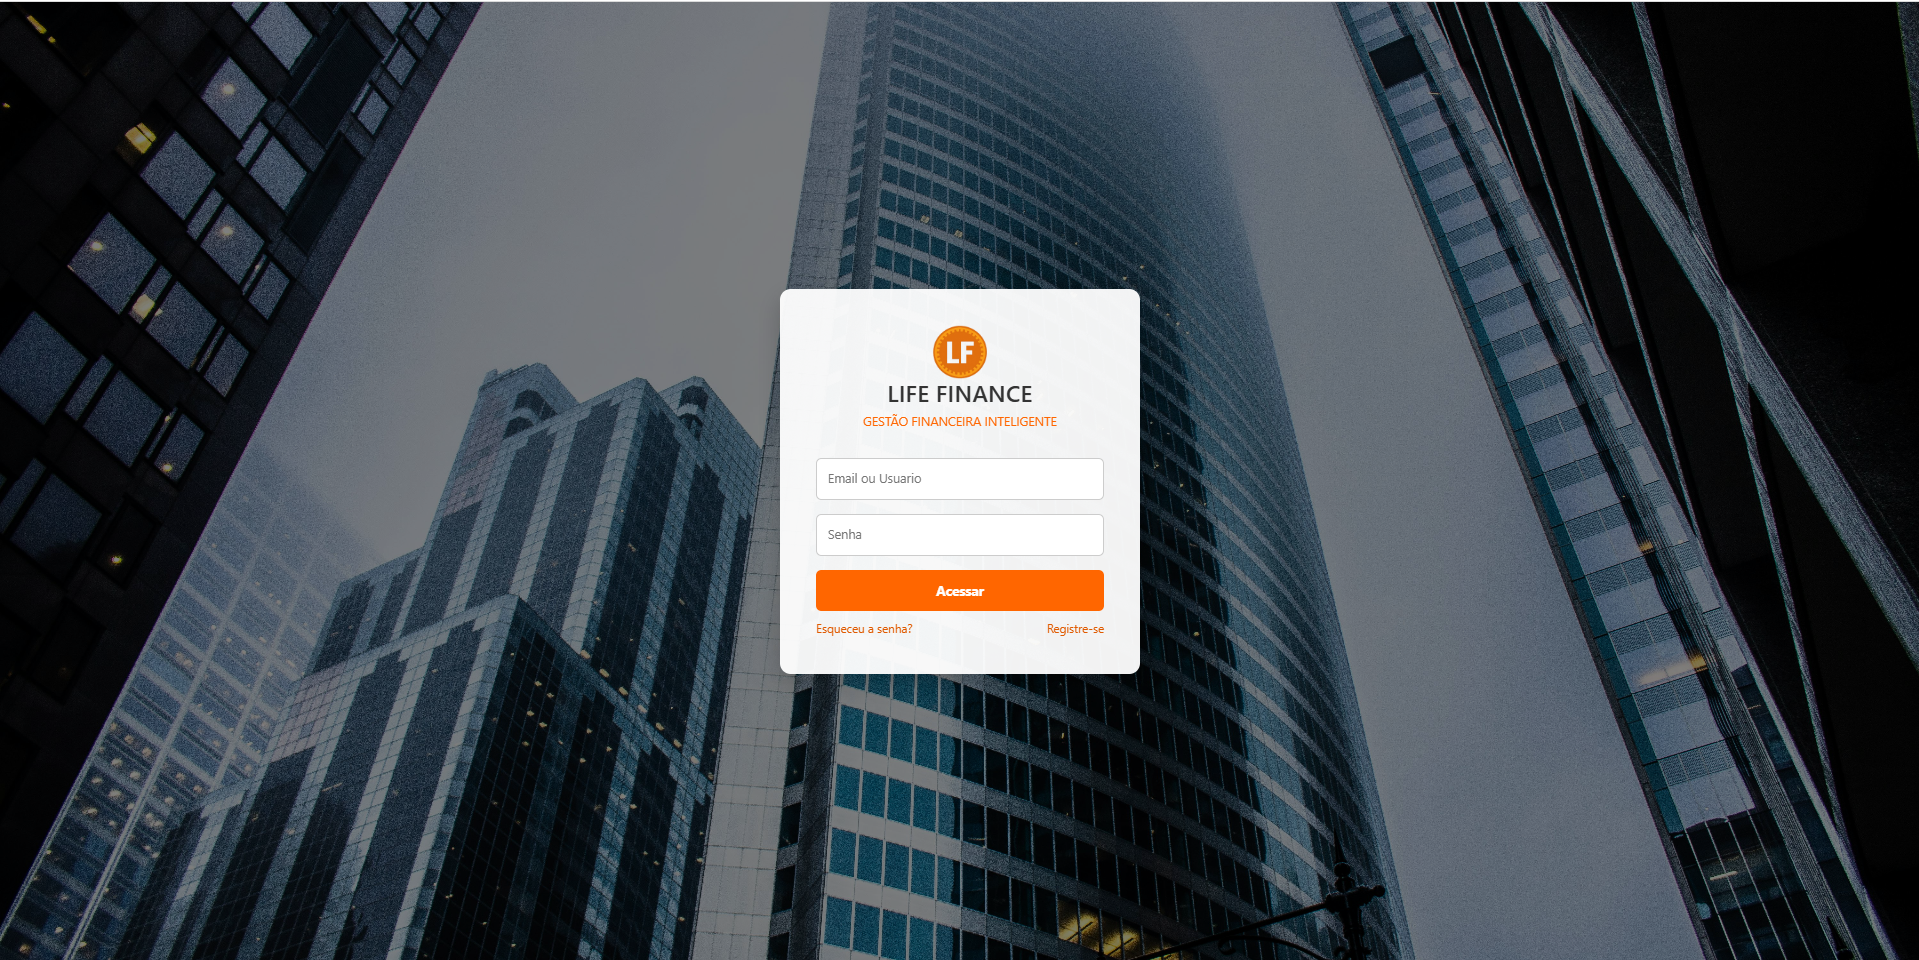 LF
LIFE FINANCE
GESTÃO FINANCEIRA INTELIGENTE
Email ou Usuario
Senha
Acessar
Esqueceu a senha? Registre-se